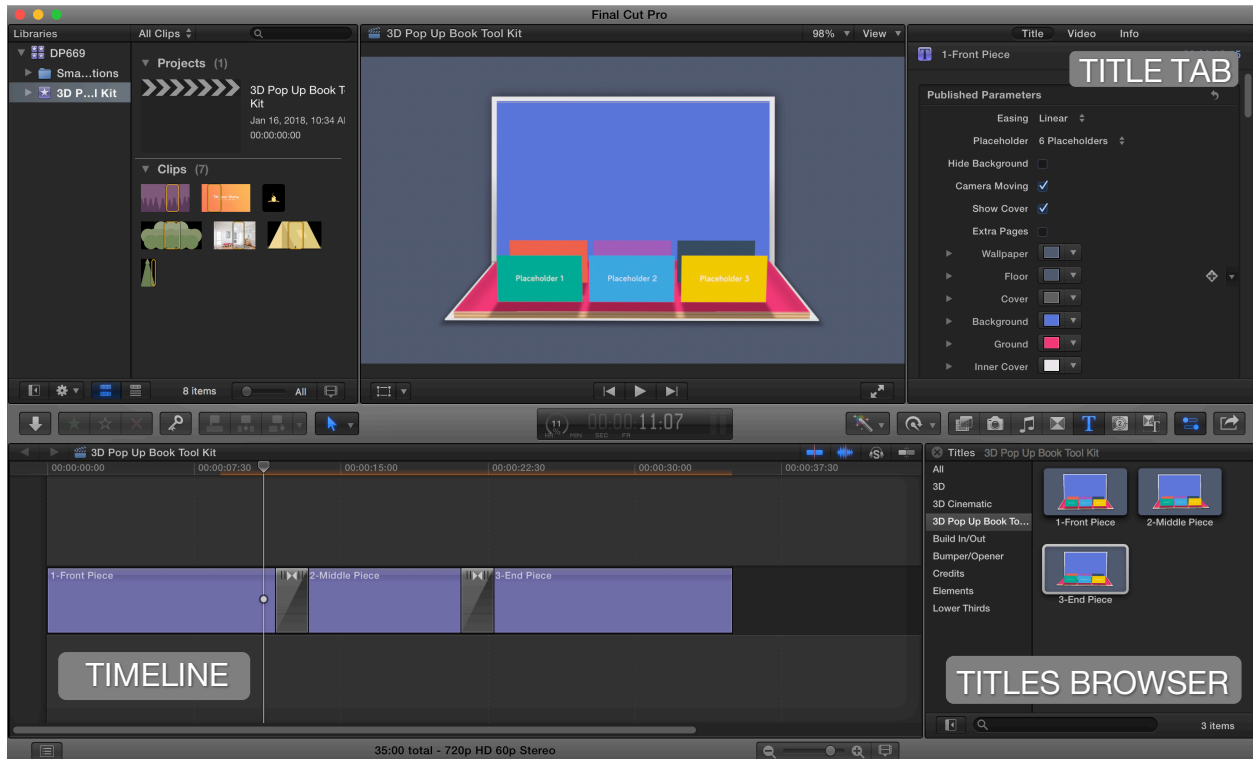 Final Cut Pro
Libraries
All Clips
3D Pop Up Book Tool Kit
98%
View
Title
Video
Info
DP669
Sma...tions
3D P...l Kit
Projects (1)
3D Pop Up Book T
Kit
Jan 16, 2018, 10:34 A
00:00:00:00
Clips (7)
Placeholder 1
Placeholder 2
Placeholder 3
1-Front Piece
TITLE TAB
Published Parameters
Easing Linear
Placeholder 6 Placeholders
Hide Background
Camera Moving
Show Cover
Extra Pages
Wallpaper
Floor
Cover
Background
Ground
Inner Cover
8 items
All
11
%
HR MIN SEC FR
00:00:11:07
3D Pop Up Book Tool Kit
00:00:00:00
00:00:07:30
00:00:15:00
00:00:22:30
00:00:30:00
00:00:37:30
1-Front Piece
2-Middle Piece
3-End Piece
TIMELINE
Titles 3D Pop Up Book Tool Kit
All
3D
3D Cinematic
3D Pop Up Book To...
Build In/Out
Bumper/Opener
Credits
Elements
Lower Thirds
1-Front Piece
2-Middle Piece
3-End Piece
TITLES BROWSER
3 items
35:00 total - 720p HD 60p Stereo